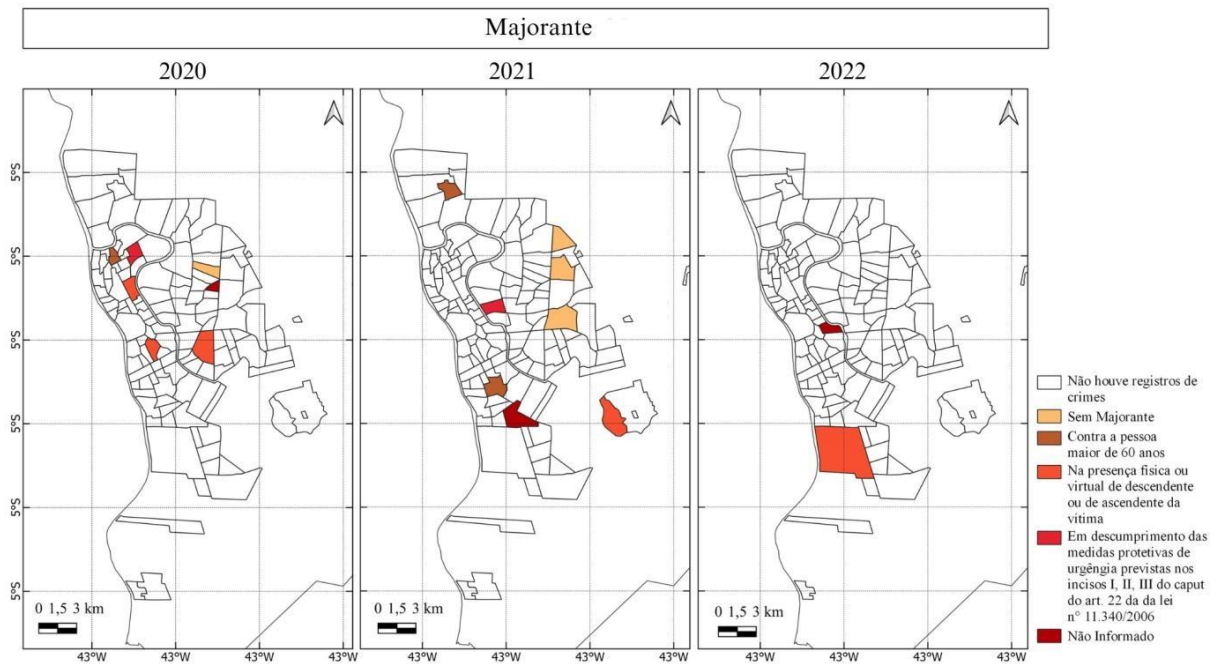 Majorante
2020
2021
2022
5°S
5°S
5°S
5°S
5°S
5°S
0 1,5 3 km
0 1,5 3 km
0 1,5 3 km
43°W
43°W
43°W
43°W
43°W
43°W
43°W
43°W
43°W
43°W
43°W
43°W
Não houve registros de
crimes
Sem Majorante
Contra a pessoa
maior de 60 anos
Na presença física ou
virtual de descendente
ou de ascendente da
vítima
Em descumprimento das
medidas protetivas de
urgêngia previstas nos
incisos I, II, III do caput
do art. 22 da da lei
n° 11.340/2006
Não Informado